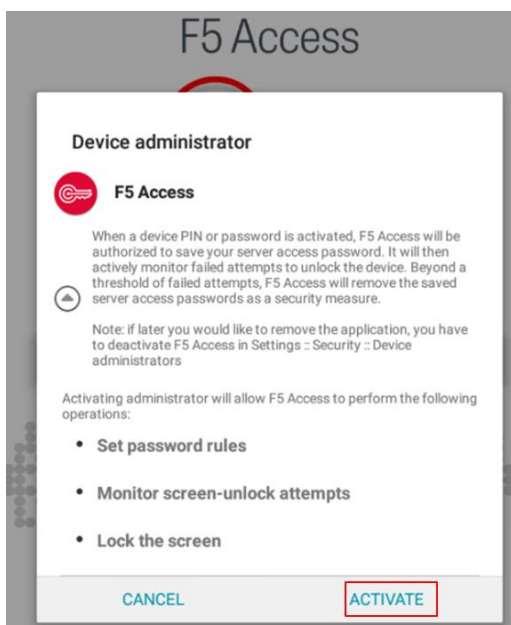 F5 Access
Device administrator
F5 Access
When a device PIN or password is activated, F5 Access will be
authorized to save your server access password. It will then
actively monitor failed attempts to unlock the device. Beyond a
threshold of failed attempts, F5 Access will remove the saved
server access passwords as a security measure.
Note: if later you would like to remove the application, you have
to deactivate F5 Access in Settings :: Security :: Device
administrators
Activating administrator will allow F5 Access to perform the following
operations:
• Set password rules
• Monitor screen-unlock attempts
• Lock the screen
CANCEL ACTIVATE